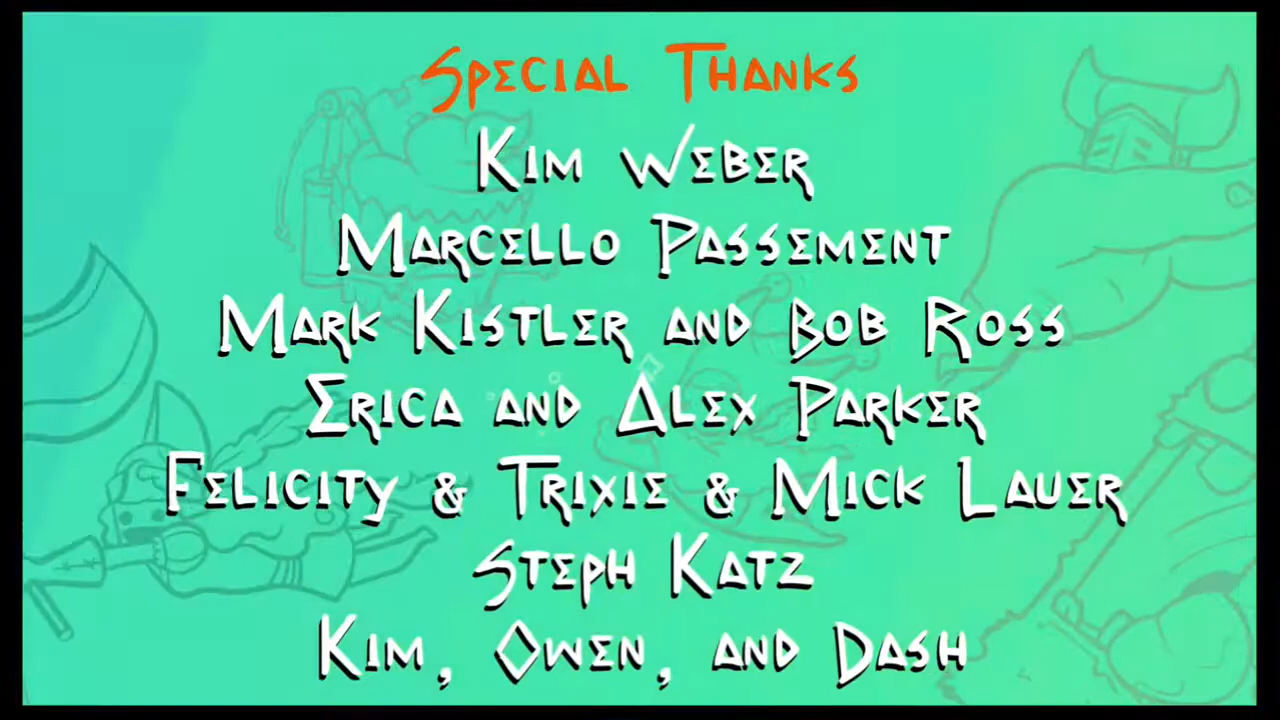 Special Thanks
Kim Weber
Marcello Passement
Mark Kistler and Bob Ross
Erica and Alex Parker
Felicity & Trixie & Mick Lauer
Steph Katz
Kim, Owen, and Dash